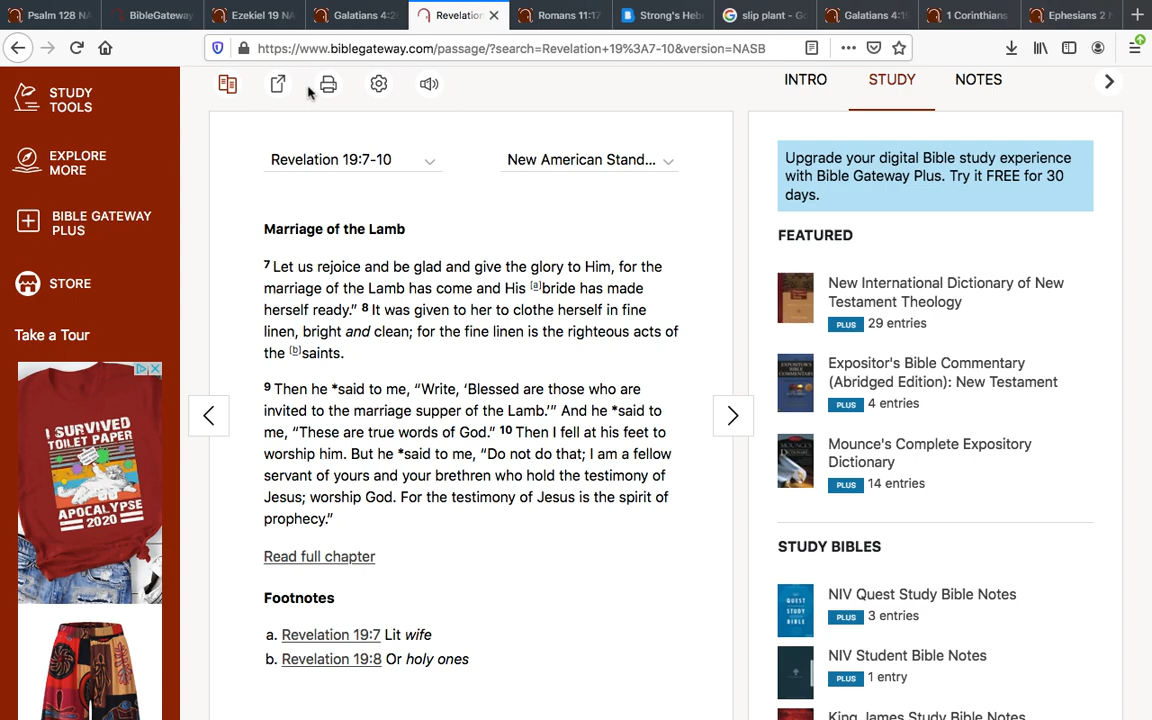 Psalm 128 NA
BibleGateway
Ezekiel 19 NA
Galatians 4:2
Revelation
Romans 11:17
Strong's Heb
slip plant - Go
Galatians 4:1
1 Corinthians
Ephesians 2
https://www.biblegateway.com/passage/?search=Revelation+19%3A7-10&version=NASB
STUDY
TOOLS
EXPLORE
MORE
BIBLE GATEWAY
PLUS
STORE
Take a Tour
I SURVIVED
TOILET PAPER
APOCALYPSE
2020
INTRO STUDY NOTES
Revelation 19:7-10 New American Stand...
Marriage of the Lamb
7 Let us rejoice and be glad and give the glory to Him, for the
marriage of the Lamb has come and His [a]bride has made
herself ready.” 8 It was given to her to clothe herself in fine
linen, bright and clean; for the fine linen is the righteous acts of
the [b]saints.
9 Then he *said to me, “Write, ‘Blessed are those who are
invited to the marriage supper of the Lamb.’” And he *said to
me, “These are true words of God.” 10 Then I fell at his feet to
worship him. But he *said to me, “Do not do that; I am a fellow
servant of yours and your brethren who hold the testimony of
Jesus; worship God. For the testimony of Jesus is the spirit of
prophecy.”
Read full chapter
Footnotes
a. Revelation 19:7 Lit wife
b. Revelation 19:8 Or holy ones
Upgrade your digital Bible study experience
with Bible Gateway Plus. Try it FREE for 30
days.
FEATURED
New International Dictionary of New
Testament Theology
PLUS 29 entries
Expositor's Bible Commentary
(Abridged Edition): New Testament
PLUS 4 entries
Mounce's Complete Expository
Dictionary
PLUS 14 entries
STUDY BIBLES
NIV Quest Study Bible Notes
PLUS 3 entries
NIV Student Bible Notes
PLUS 1 entry
King James Study Bible Notes